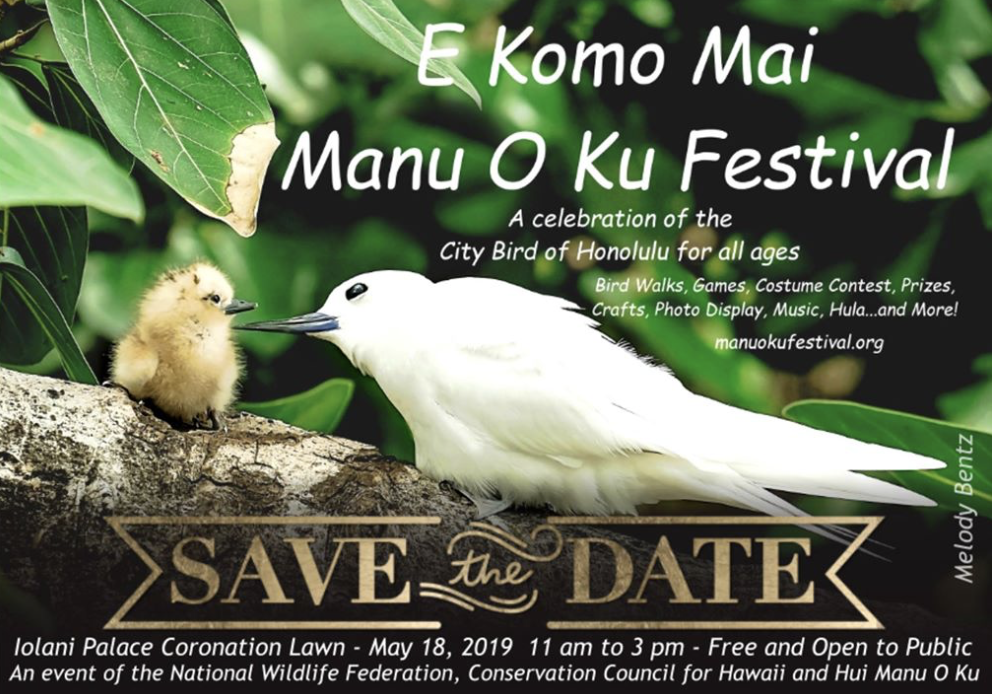 E Komo Mai
Manu O Ku Festival
A celebration of the
City Bird of Honolulu for all ages
Bird Walks, Games, Costume Contest, Prizes,
Crafts, Photo Display, Music, Hula...and More!
manuokufestival.org
Melody Bentz
SAVE the DATE
Iolani Palace Coronation Lawn - May 18, 2019 11 am to 3 pm - Free and Open to Public
An event of the National Wildlife Federation, Conservation Council for Hawaii and Hui Manu O Ku